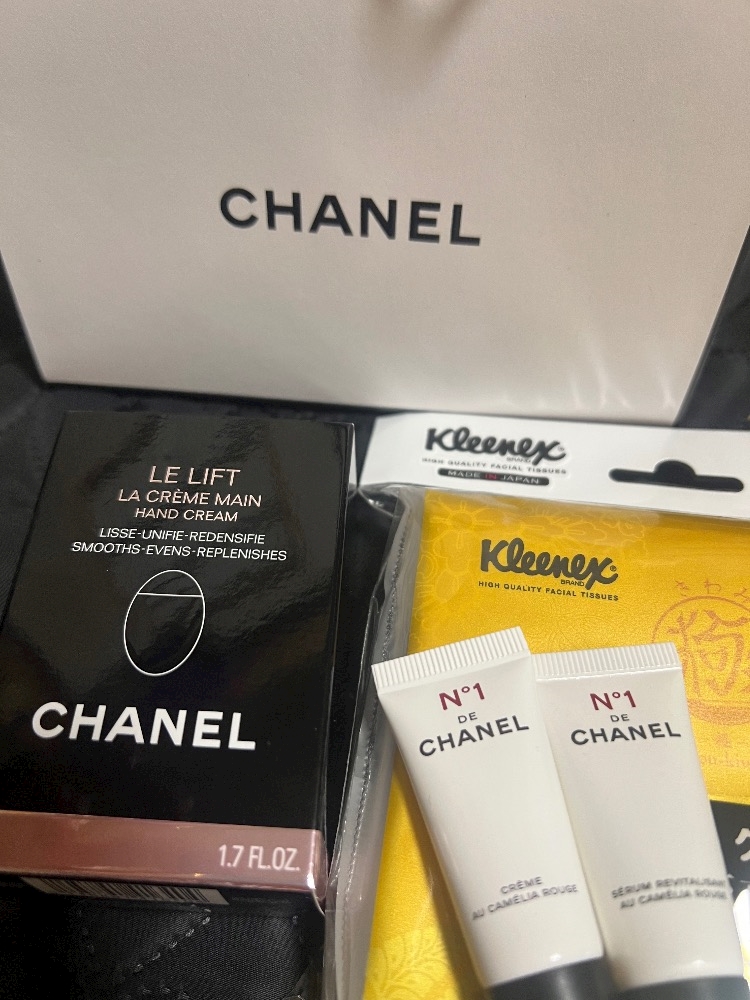 CHANEL
LE LIFT
LA CRÈME MAIN
HAND CREAM
LISSE-UNIFIE-REDENSIFIE
SMOOTHS-EVENS-REPLENISHES
CHANEL
1.7 FL.OZ.
Kleenex
BRAND
HIGH QUALITY FACIAL TISSUES
MADE IN JAPAN
Kleenex®
BRAND
HIGH QUALITY FACIAL TISSUES
N°1
DE
CHANEL
CRÈME
AU CAMÉLIA ROUGE
N°1
DE
CHANEL
SÉRUM REVITALISANT
AU CAMÉLIA ROUGE